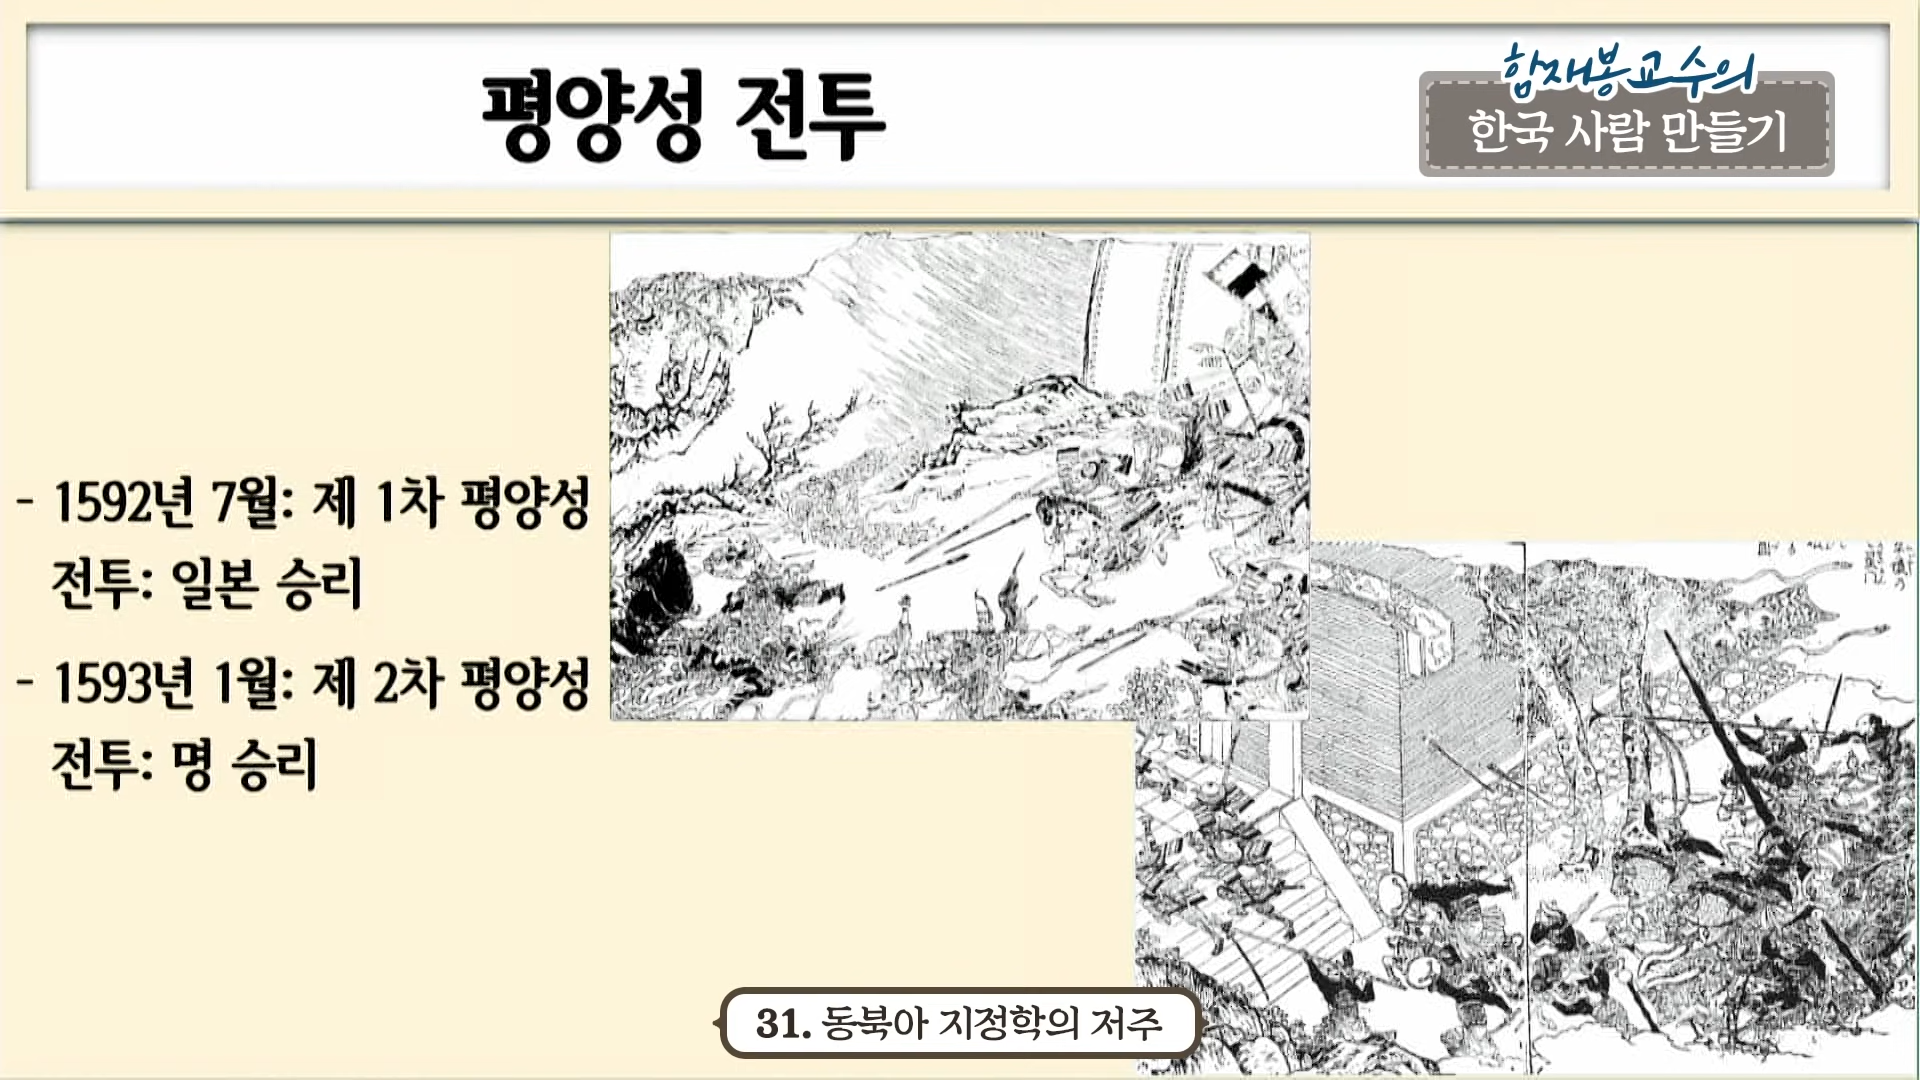 평양성 전투
함재봉교수의
한국 사람 만들기
- 1592년 7월: 제 1차 평양성
전투: 일본 승리
- 1593년 1월: 제 2차 평양성
전투: 명 승리
31. 동북아 지정학의 저주